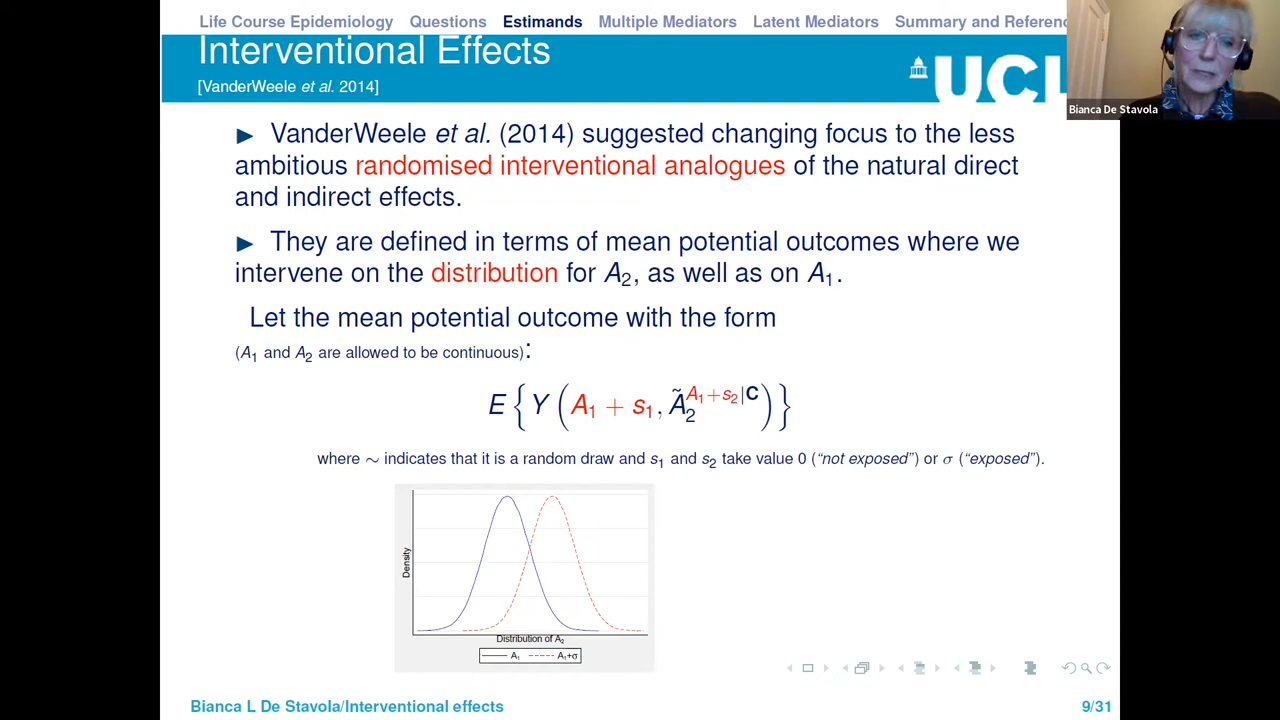 Life Course Epidemiology Questions Estimands Multiple Mediators Latent Mediators Summary and Referenc
Interventional Effects
[VanderWeele et al. 2014]
UCL
Bianca De Stavola
► VanderWeele et al. (2014) suggested changing focus to the less
ambitious randomised interventional analogues of the natural direct
and indirect effects.
► They are defined in terms of mean potential outcomes where we
intervene on the distribution for A₂, as well as on A₁.
Let the mean potential outcome with the form
(A₁ and A₂ are allowed to be continuous):
E{Y(A₁ + s₁, Ã₂^{A₁+s₂|C})}
where ~ indicates that it is a random draw and s₁ and s₂ take value 0 (“not exposed”) or σ (“exposed”).
Density
Distribution of A₂
A₁ A₁+σ
Bianca L De Stavola/Interventional effects 9/31